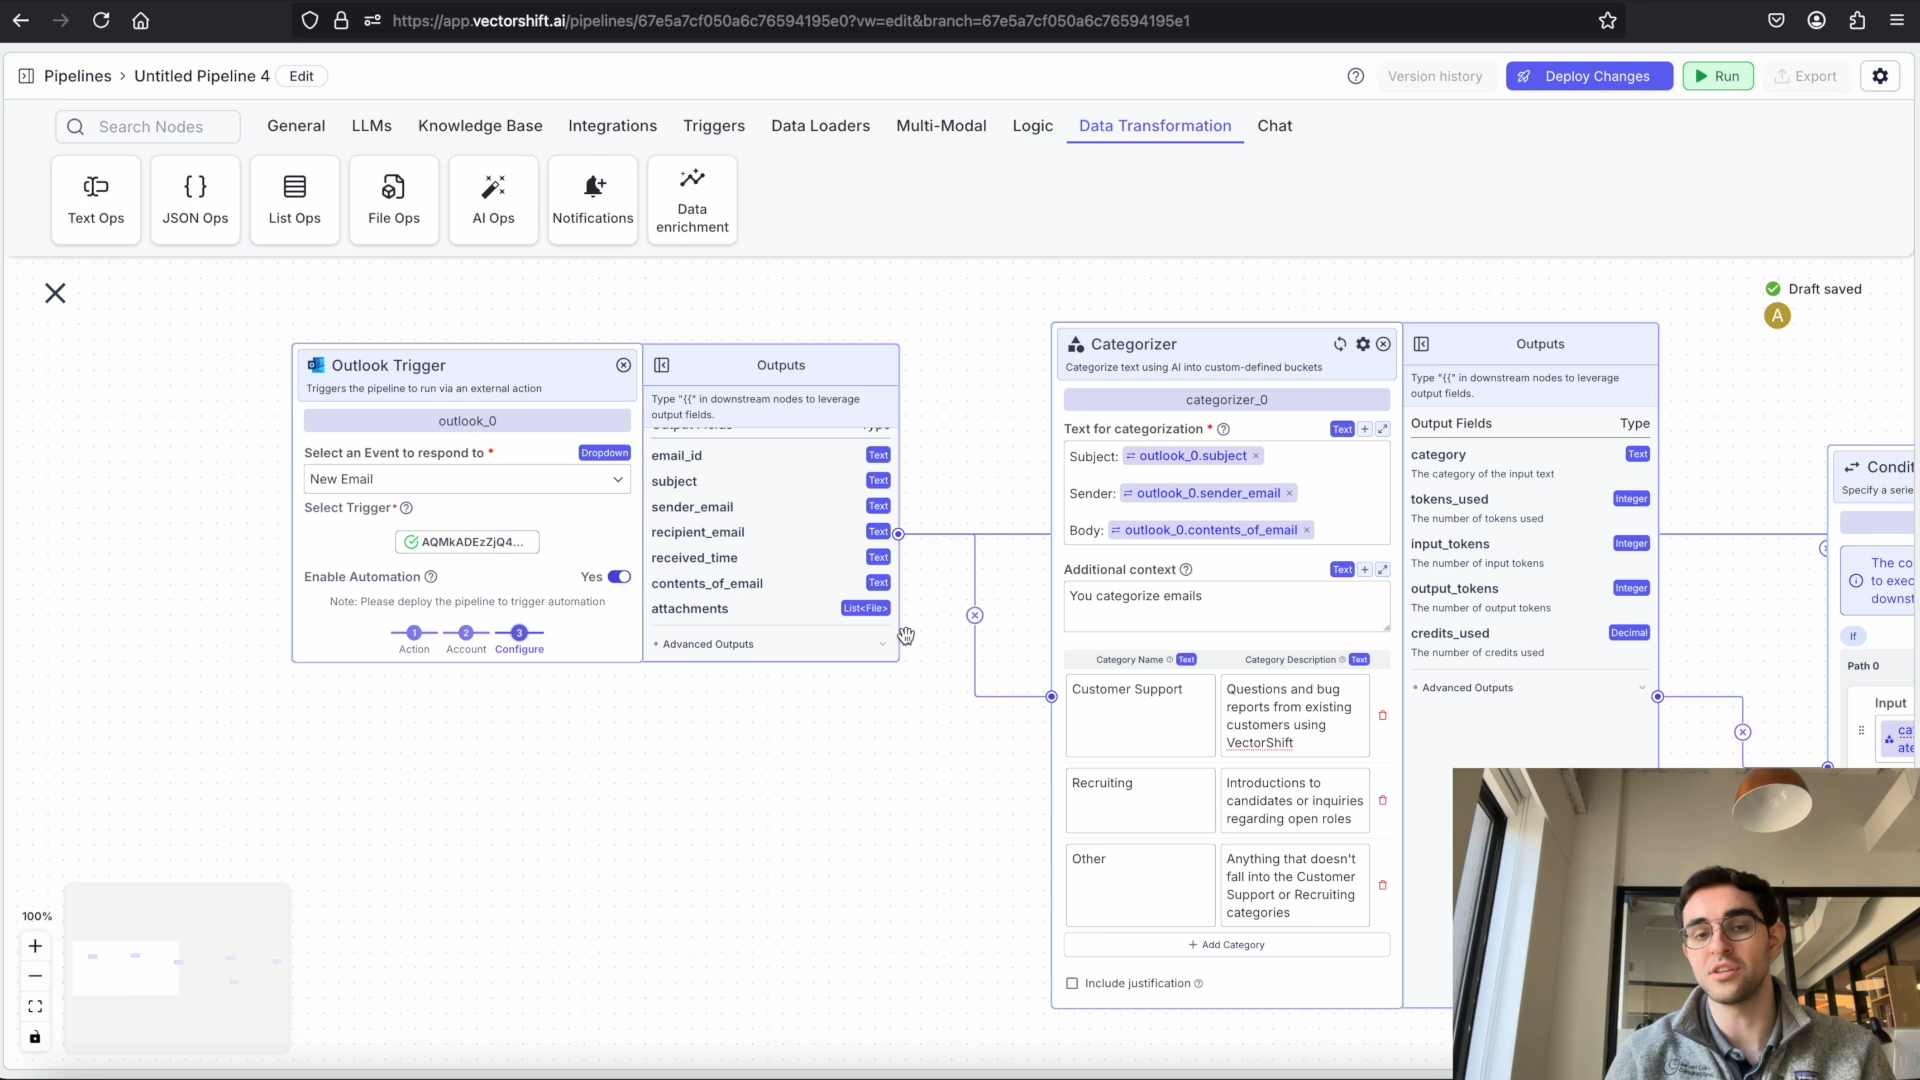 https://app.vectorshift.ai/pipelines/67e5a7cf050a6c76594195e0?vw=edit&branch=67e5a7cf050a6c76594195e1
Pipelines > Untitled Pipeline 4 Edit
Version history
Deploy Changes
Run
Export
Search Nodes
General
LLMs
Knowledge Base
Integrations
Triggers
Data Loaders
Multi-Modal
Logic
Data Transformation
Chat
Text Ops
JSON Ops
List Ops
File Ops
AI Ops
Notifications
Data
enrichment
Draft saved
A
Outlook Trigger
Triggers the pipeline to run via an external action
outlook_0
Select an Event to respond to *
Dropdown
New Email
Select Trigger*
AQMkADEzZjQ4...
Enable Automation
Yes
Note: Please deploy the pipeline to trigger automation
1 2 3
Action Account Configure
Outputs
Type "{{" in downstream nodes to leverage
output fields.
email_id Text
subject Text
sender_email Text
recipient_email Text
received_time Text
contents_of_email Text
attachments List<File>
Advanced Outputs
Categorizer
Categorize text using AI into custom-defined buckets
categorizer_0
Text for categorization *
Text
Subject: outlook_0.subject ×
Sender: outlook_0.sender_email ×
Body: outlook_0.contents_of_email ×
Additional context
Text
You categorize emails
Category Name Text
Category Description Text
Customer Support
Questions and bug
reports from existing
customers using
VectorShift
Recruiting
Introductions to
candidates or inquiries
regarding open roles
Other
Anything that doesn't
fall into the Customer
Support or Recruiting
categories
+ Add Category
Include justification
Outputs
Type "{{" in downstream nodes to leverage
output fields.
Output Fields Type
category Text
The category of the input text
tokens_used Integer
The number of tokens used
input_tokens Integer
The number of input tokens
output_tokens Integer
The number of output tokens
credits_used Decimal
The number of credits used
Advanced Outputs
Condit
Specify a serie
The co
to exec
downst
If
Path 0
Input
ca
ate
100%